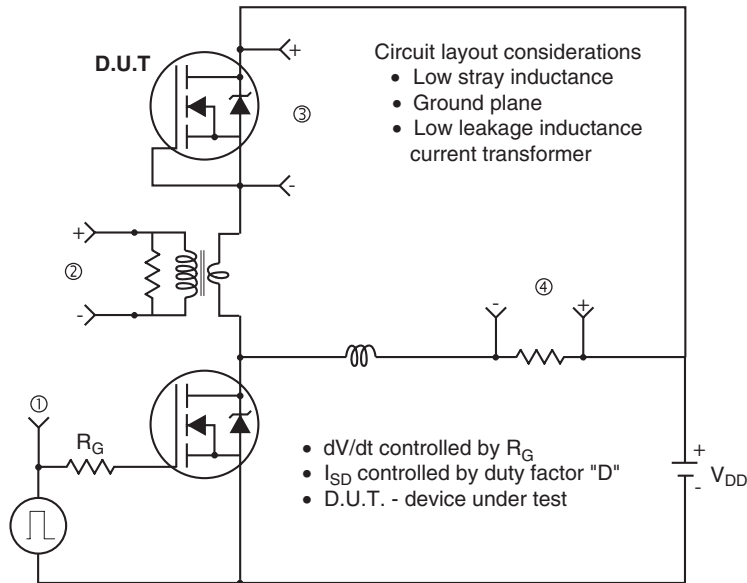 D.U.T
+
③
-
Circuit layout considerations
• Low stray inductance
• Ground plane
• Low leakage inductance
current transformer
+
②
-
-
④
+
①
R_G
• dV/dt controlled by R_G
• I_SD controlled by duty factor "D"
• D.U.T. - device under test
+
V_DD
-